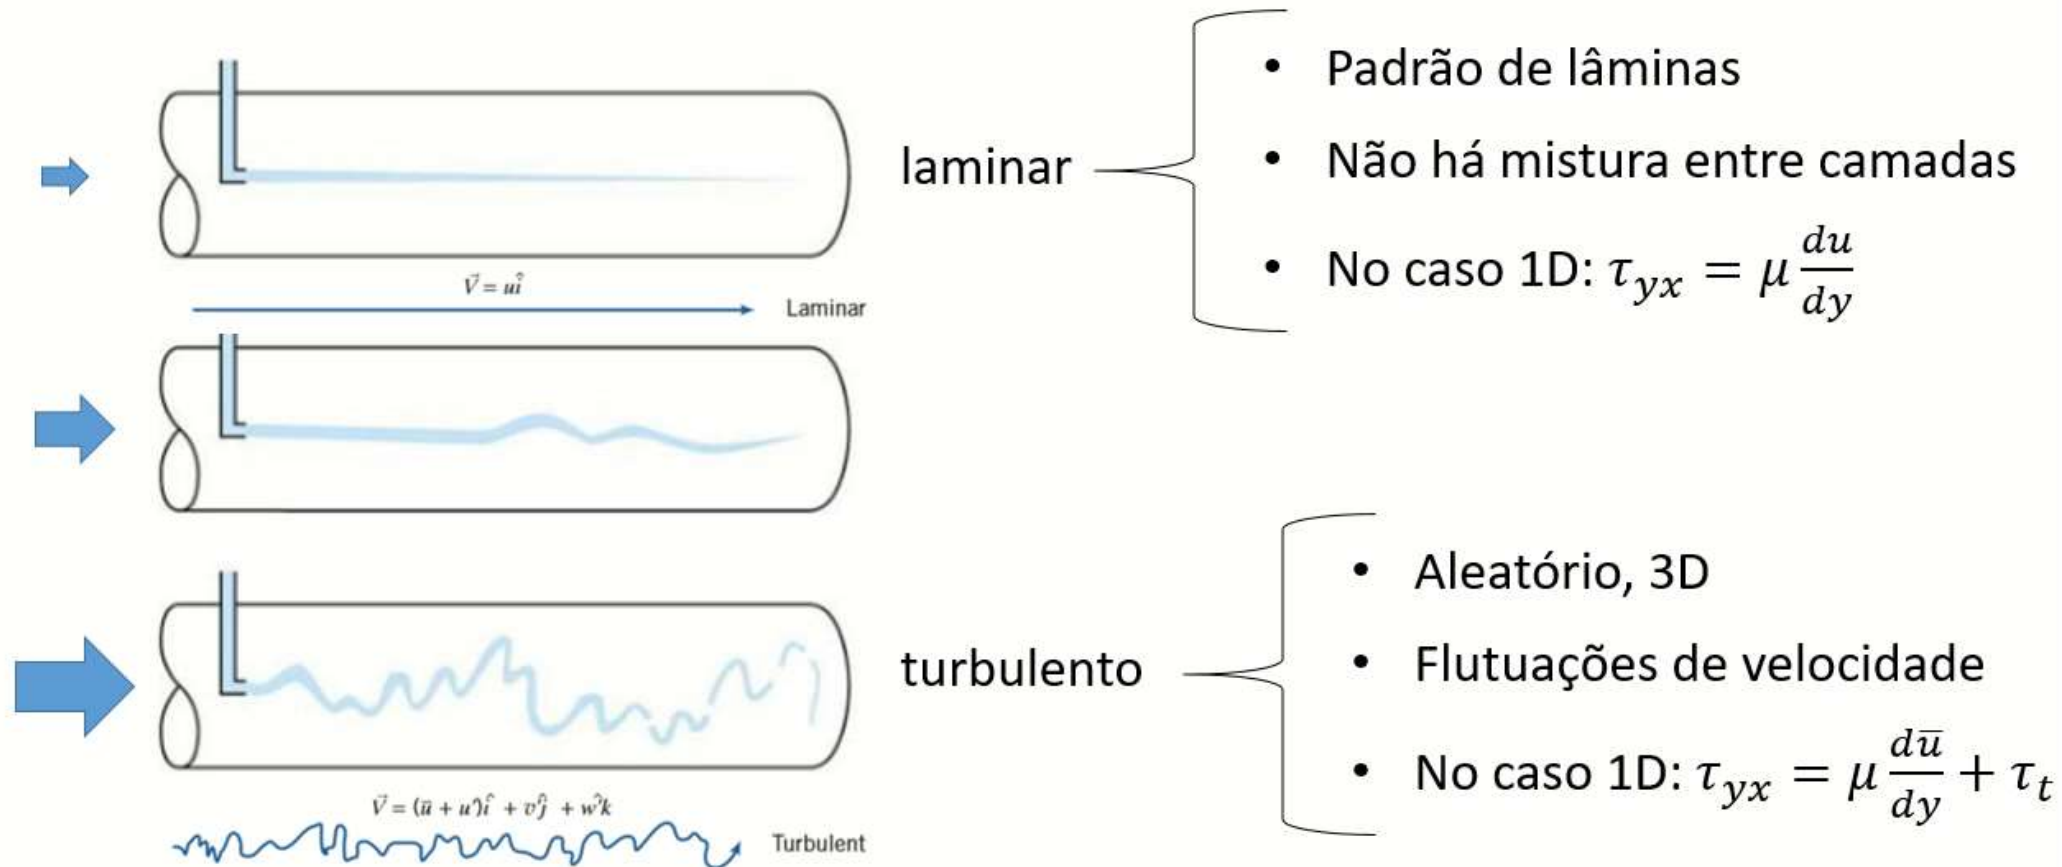 laminar
• Padrão de lâminas
• Não há mistura entre camadas
• No caso 1D: τ_yx = μ du/dy
V⃗ = uî
Laminar
turbulento
• Aleatório, 3D
• Flutuações de velocidade
• No caso 1D: τ_yx = μ dū/dy + τ_t
V⃗ = (ū + u′)î + v′ĵ + w′k̂
Turbulent